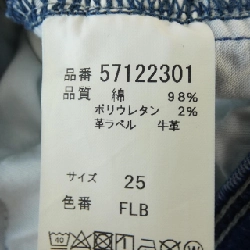 品番 57122301
品質 綿 98%
ポリウレタン 2%
革ラベル 牛革
サイズ 25
色番 FLB